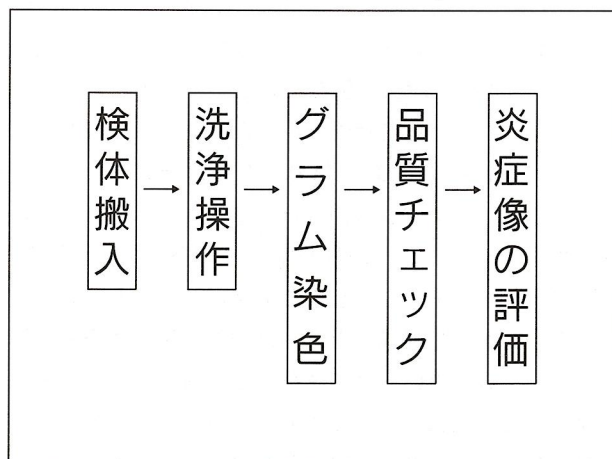 検体搬入
洗浄操作
グラム染色
品質チェック
炎症像の評価